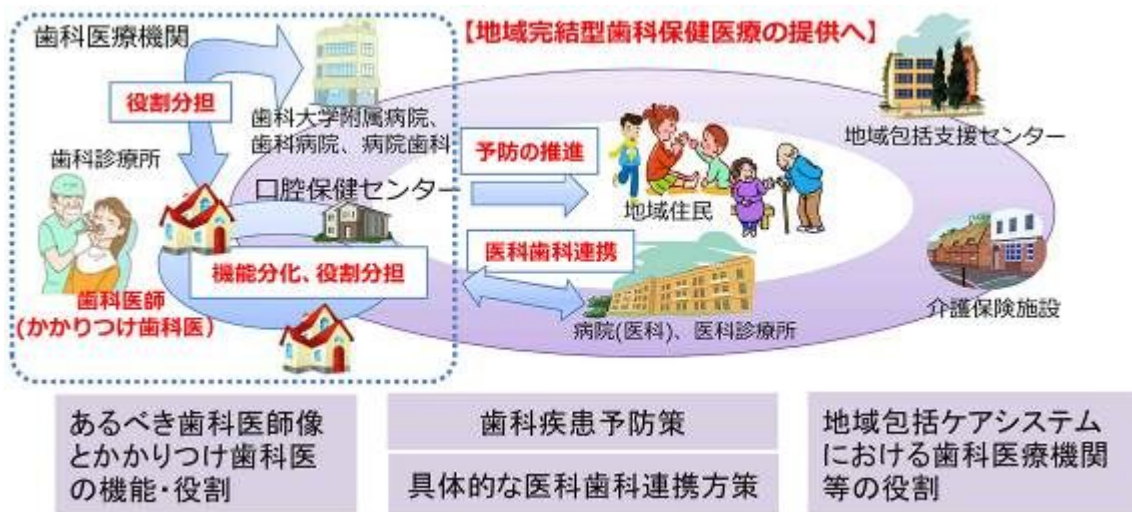 歯科医療機関
【地域完結型歯科保健医療の提供へ】
役割分担
歯科大学附属病院、
歯科病院、病院歯科
地域包括支援センター
歯科診療所
予防の推進
口腔保健センター
地域住民
医科歯科連携
機能分化、役割分担
歯科医師
(かかりつけ歯科医)
病院(医科)、医科診療所
介護保険施設
あるべき歯科医師像
とかかりつけ歯科医
の機能・役割
歯科疾患予防策
具体的な医科歯科連携方策
地域包括ケアシステム
における歯科医療機関
等の役割